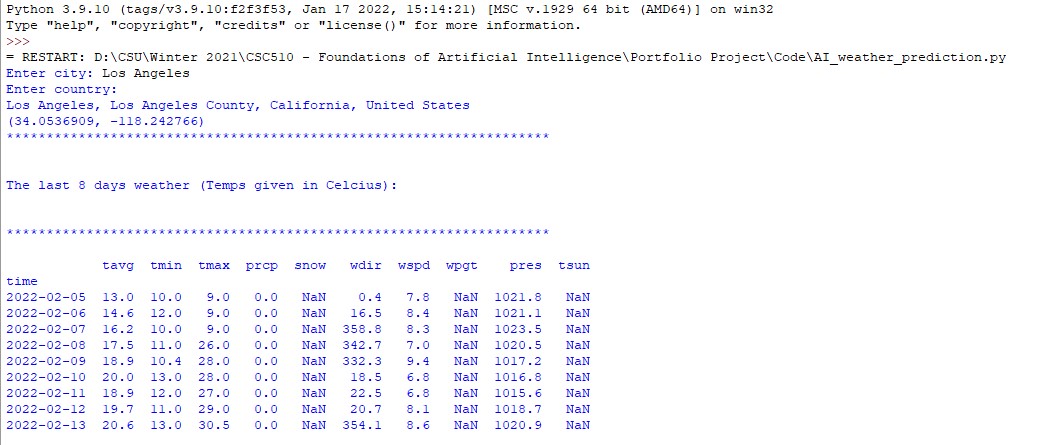 Python 3.9.10 (tags/v3.9.10:f2f3f53, Jan 17 2022, 15:14:21) [MSC v.1929 64 bit (AMD64)] on win32
Type "help", "copyright", "credits" or "license()" for more information.
>>>
= RESTART: D:\CSU\Winter 2021\CSC510 - Foundations of Artificial Intelligence\Portfolio Project\Code\AI_weather_prediction.py
Enter city: Los Angeles
Enter country:
Los Angeles, Los Angeles County, California, United States
(34.0536909, -118.242766)
********************************************************************
The last 8 days weather (Temps given in Celcius):
********************************************************************
            tavg  tmin  tmax  prcp  snow   wdir  wspd  wpgt    pres  tsun
time
2022-02-05  13.0  10.0   9.0   0.0   NaN    0.4   7.8   NaN  1021.8   NaN
2022-02-06  14.6  12.0   9.0   0.0   NaN   16.5   8.4   NaN  1021.1   NaN
2022-02-07  16.2  10.0   9.0   0.0   NaN  358.8   8.3   NaN  1023.5   NaN
2022-02-08  17.5  11.0  26.0   0.0   NaN  342.7   7.0   NaN  1020.5   NaN
2022-02-09  18.9  10.4  28.0   0.0   NaN  332.3   9.4   NaN  1017.2   NaN
2022-02-10  20.0  13.0  28.0   0.0   NaN   18.5   6.8   NaN  1016.8   NaN
2022-02-11  18.9  12.0  27.0   0.0   NaN   22.5   6.8   NaN  1015.6   NaN
2022-02-12  19.7  11.0  29.0   0.0   NaN   20.7   8.1   NaN  1018.7   NaN
2022-02-13  20.6  13.0  30.5   0.0   NaN  354.1   8.6   NaN  1020.9   NaN